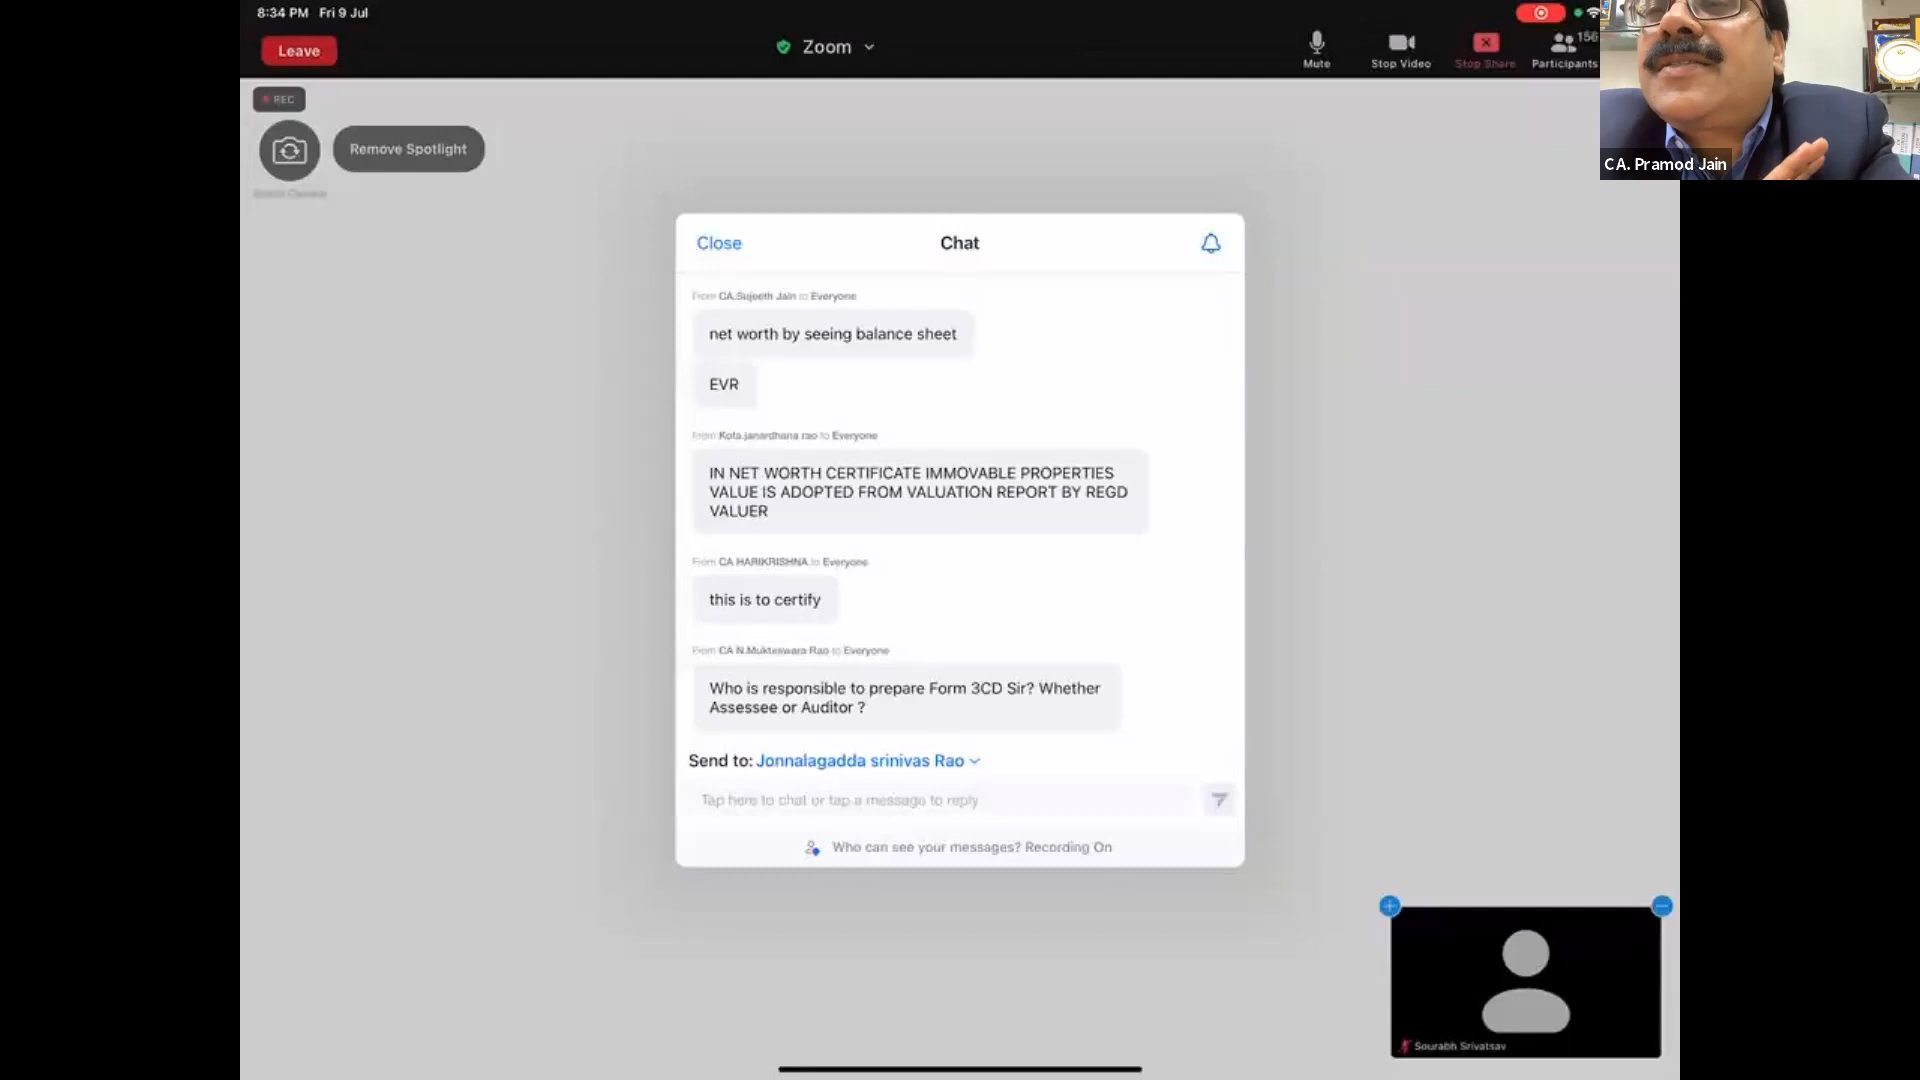 8:34 PM Fri 9 Jul
Leave
Zoom
Mute
Stop Video
Stop Share
156
Participants
CA. Pramod Jain
REC
Remove Spotlight
Close
Chat
From CA.Sujeeth Jain to Everyone
net worth by seeing balance sheet
EVR
From Kota.janardhana rao to Everyone
IN NET WORTH CERTIFICATE IMMOVABLE PROPERTIES
VALUE IS ADOPTED FROM VALUATION REPORT BY REGD
VALUER
From CA HARIKRISHNA to Everyone
this is to certify
From CA N.Mukteswara Rao to Everyone
Who is responsible to prepare Form 3CD Sir? Whether
Assessee or Auditor ?
Send to: Jonnalagadda srinivas Rao
Tap here to chat or tap a message to reply
Who can see your messages? Recording On
Sourabh Srivatsav